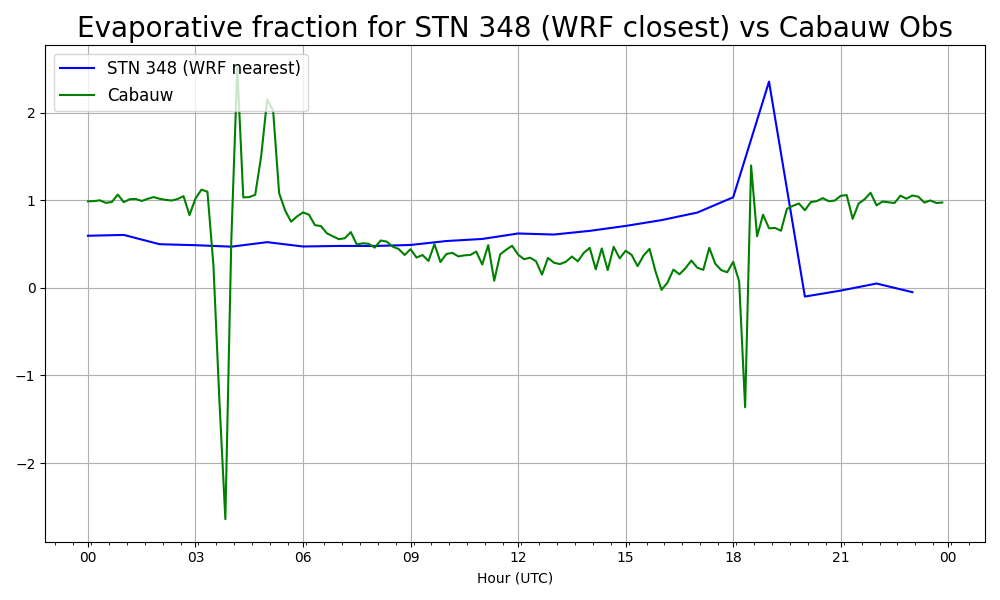 Evaporative fraction for STN 348 (WRF closest) vs Cabauw Obs
STN 348 (WRF nearest)
Cabauw
2
1
0
−1
−2
00 03 06 09 12 15 18 21 00
Hour (UTC)